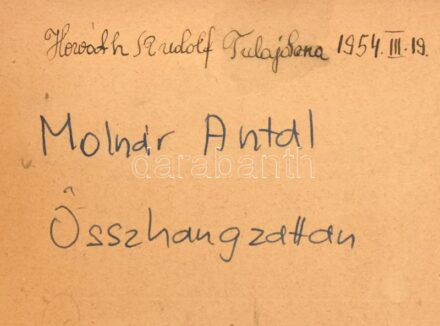 Horváth Rudolf Tulajdona 1954.III.19.
Molnár Antal
darabanth
Összhangzattan